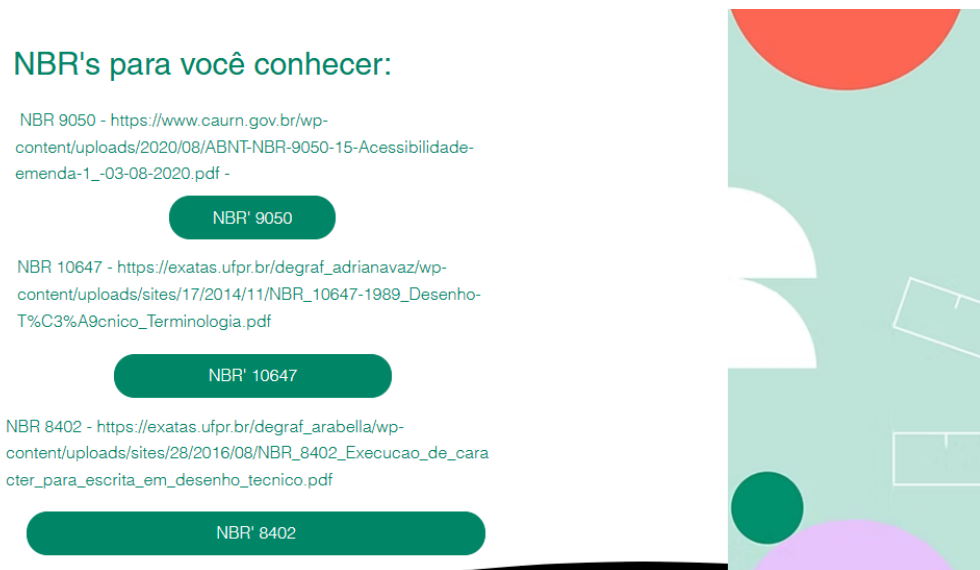 NBR's para você conhecer:
NBR 9050 - https://www.caurn.gov.br/wp-
content/uploads/2020/08/ABNT-NBR-9050-15-Acessibilidade-
emenda-1_-03-08-2020.pdf -
NBR' 9050
NBR 10647 - https://exatas.ufpr.br/degraf_adrianavaz/wp-
content/uploads/sites/17/2014/11/NBR_10647-1989_Desenho-
T%C3%A9cnico_Terminologia.pdf
NBR' 10647
NBR 8402 - https://exatas.ufpr.br/degraf_arabella/wp-
content/uploads/sites/28/2016/08/NBR_8402_Execucao_de_cara
cter_para_escrita_em_desenho_tecnico.pdf
NBR' 8402